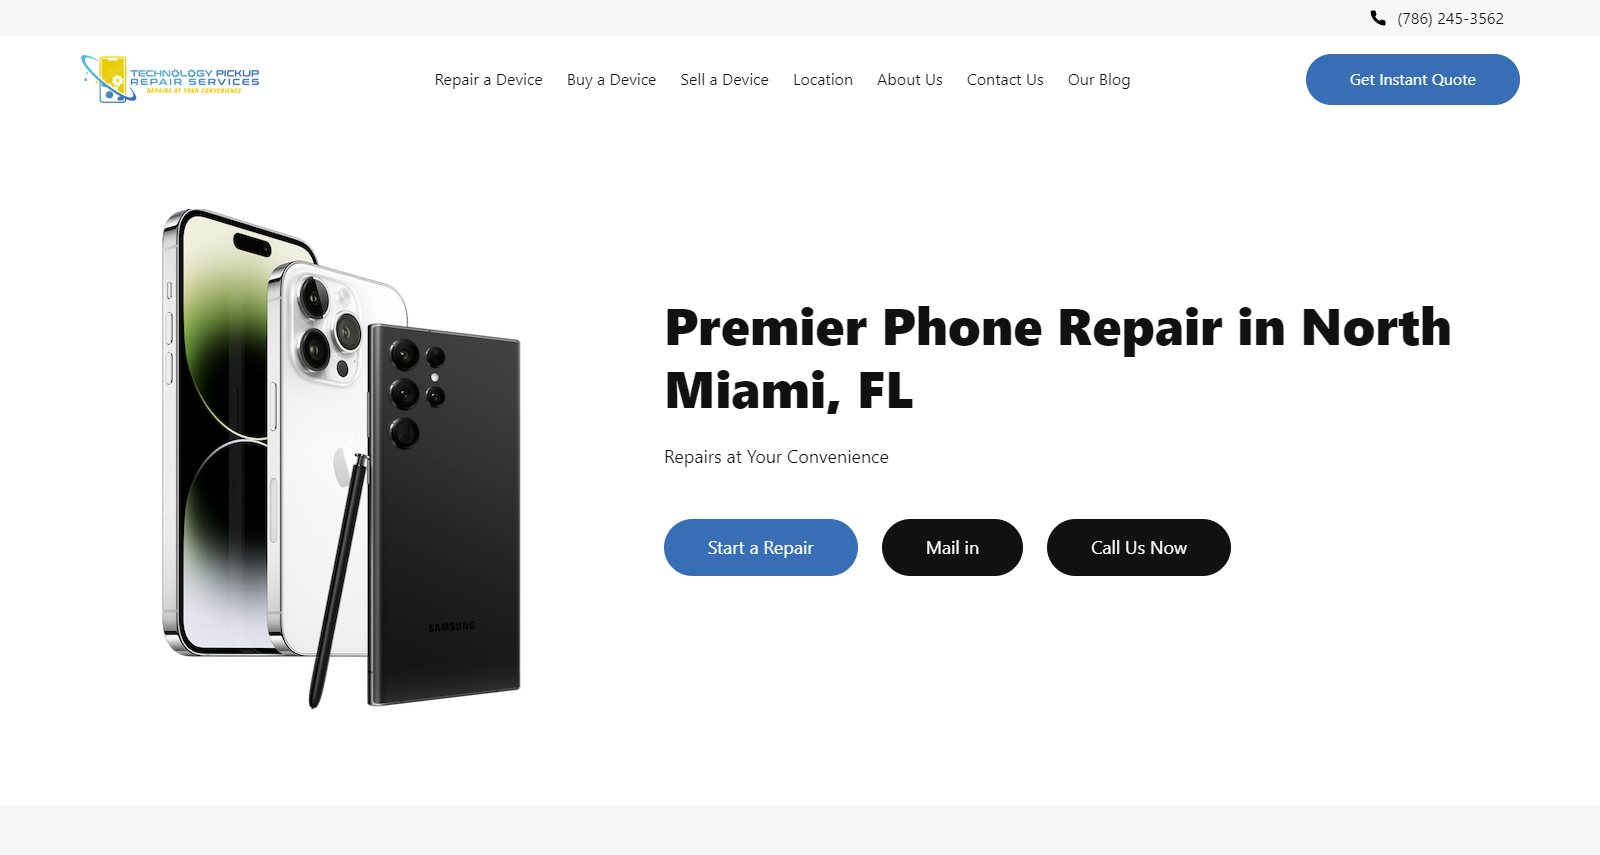 (786) 245-3562
TECHNOLOGY PICKUP
REPAIR SERVICES
REPAIRS AT YOUR CONVENIENCE
Repair a Device
Buy a Device
Sell a Device
Location
About Us
Contact Us
Our Blog
Get Instant Quote
Premier Phone Repair in North
Miami, FL
Repairs at Your Convenience
Start a Repair
Mail in
Call Us Now
SAMSUNG